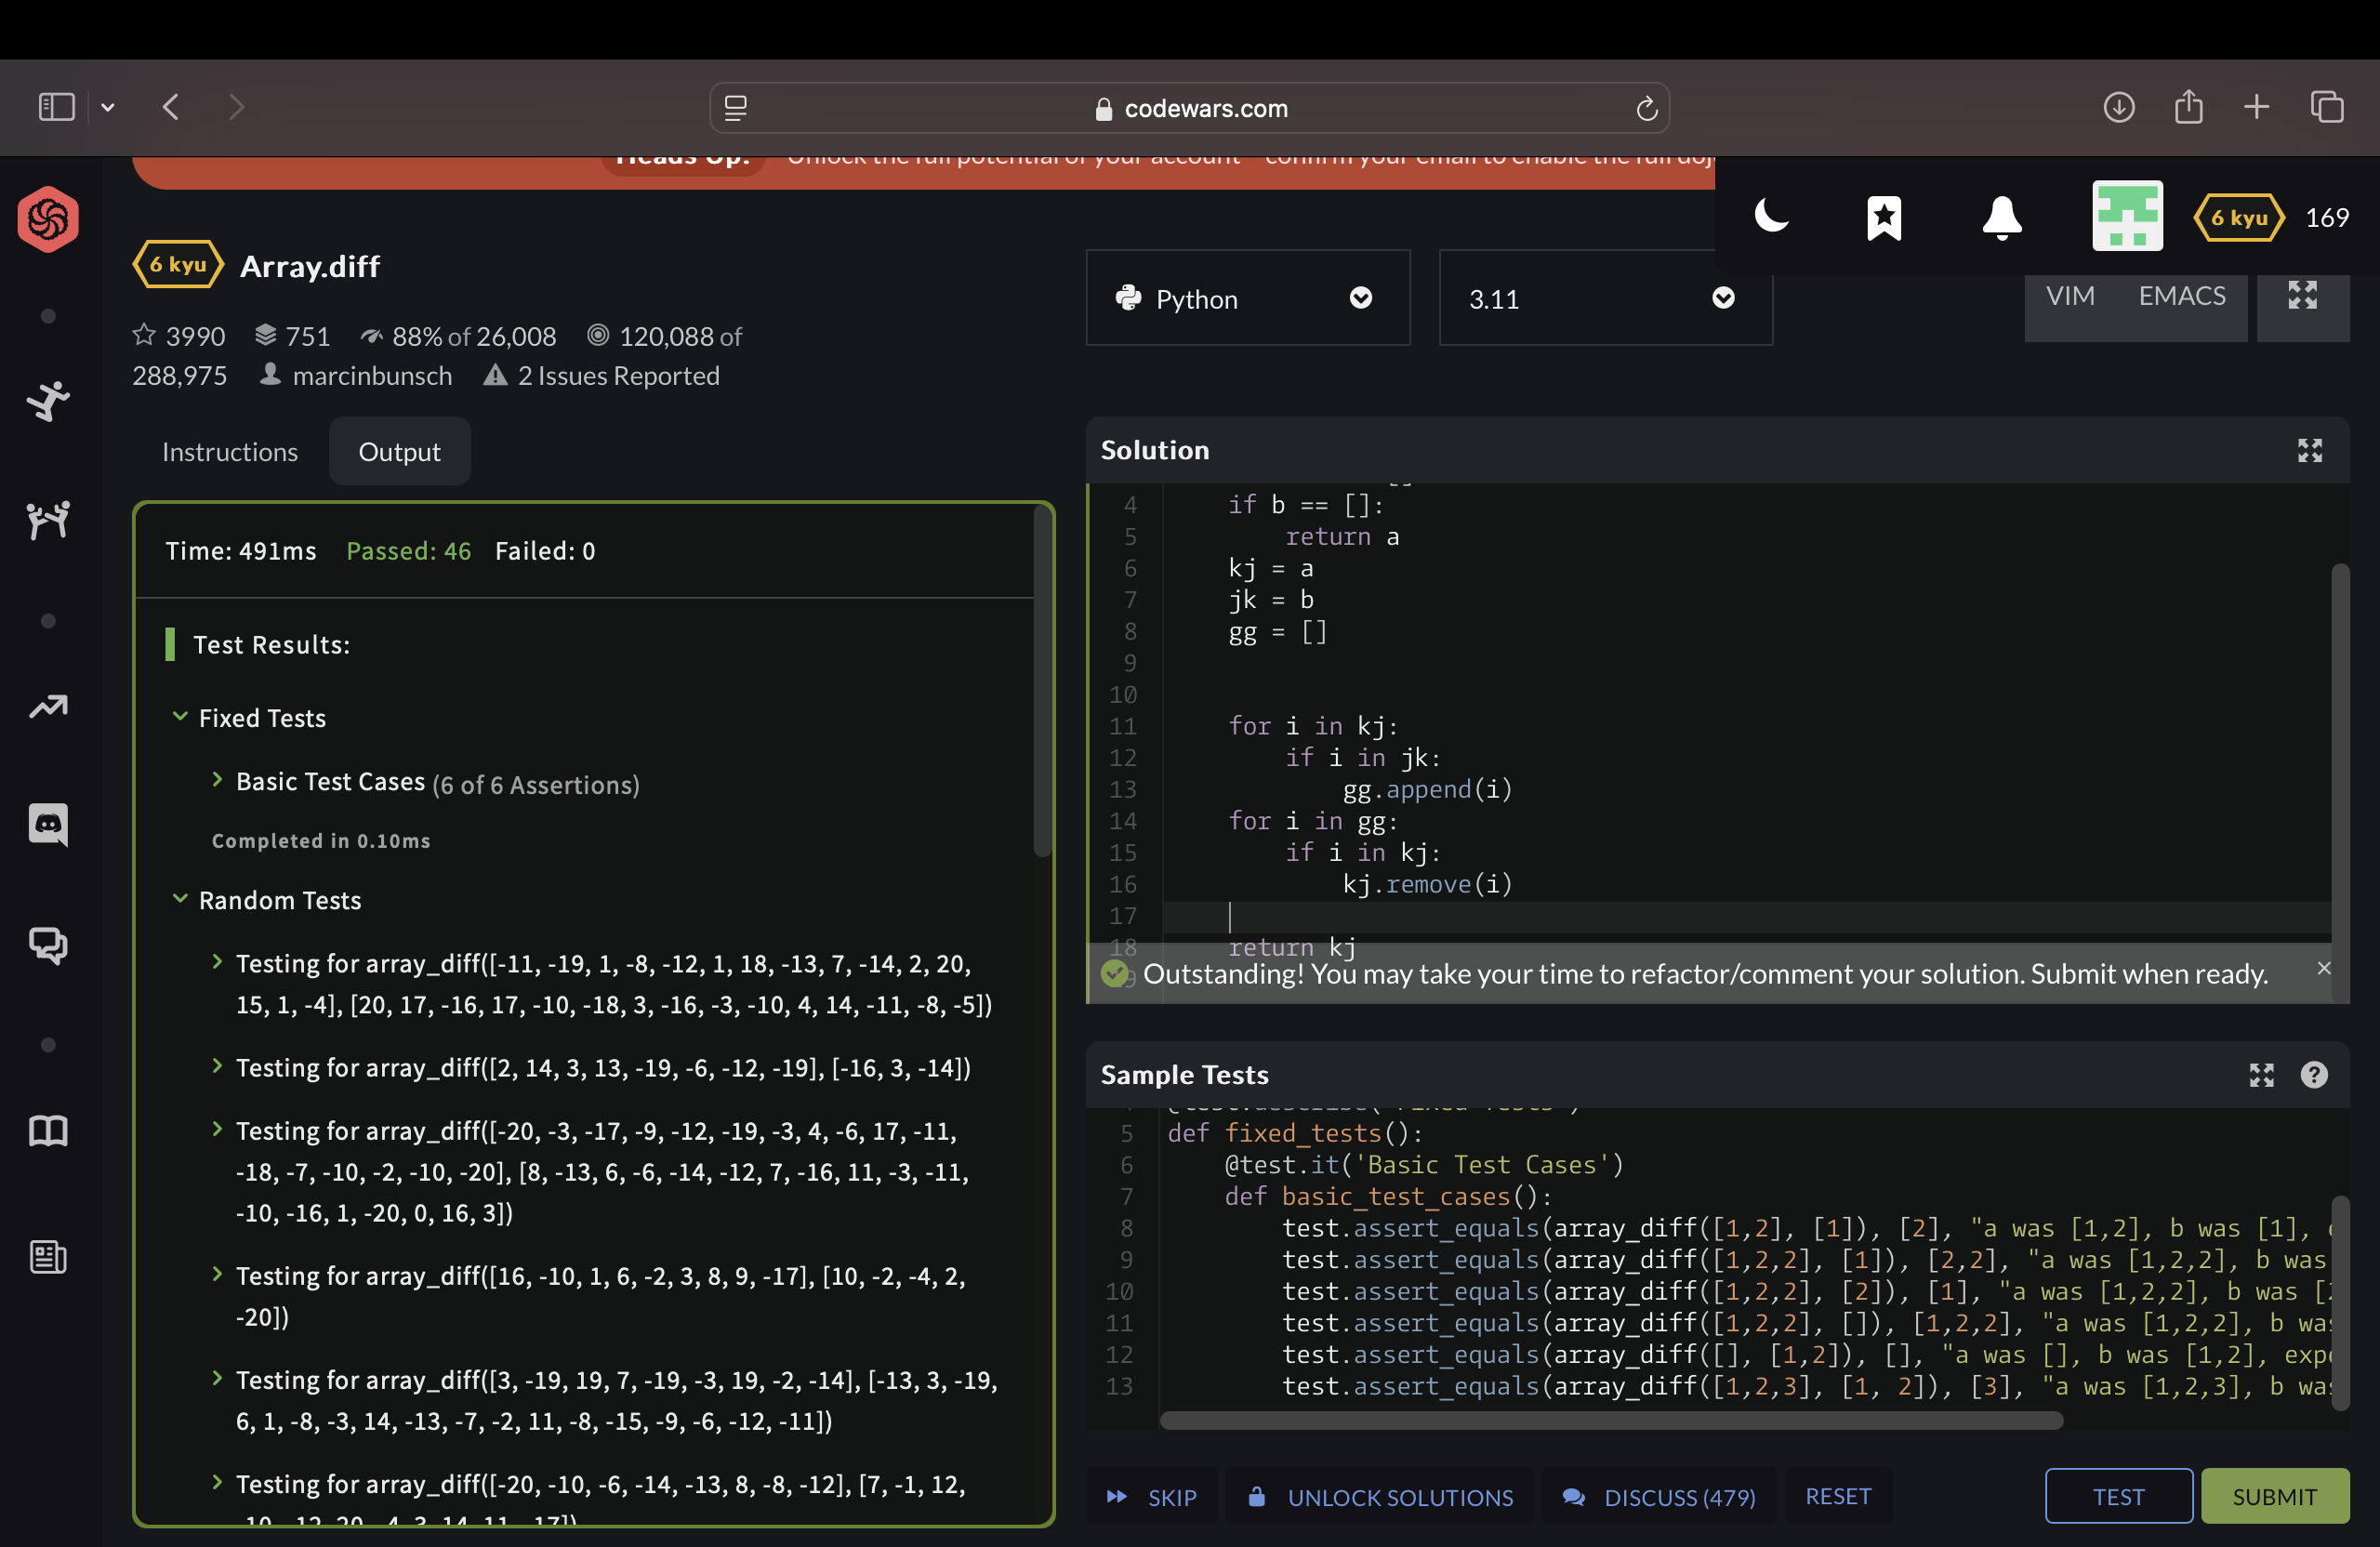 codewars.com
Heads Up! Unlock the full potential of your account - confirm your email to enable the full doj
6 kyu 169
6 kyu Array.diff
3990 751 88% of 26,008 120,088 of
288,975 marcinbunsch 2 Issues Reported
Python
3.11
VIM EMACS
Instructions Output
Time: 491ms Passed: 46 Failed: 0
Test Results:
Fixed Tests
Basic Test Cases (6 of 6 Assertions)
Completed in 0.10ms
Random Tests
Testing for array_diff([-11, -19, 1, -8, -12, 1, 18, -13, 7, -14, 2, 20,
15, 1, -4], [20, 17, -16, 17, -10, -18, 3, -16, -3, -10, 4, 14, -11, -8, -5])
Testing for array_diff([2, 14, 3, 13, -19, -6, -12, -19], [-16, 3, -14])
Testing for array_diff([-20, -3, -17, -9, -12, -19, -3, 4, -6, 17, -11,
-18, -7, -10, -2, -10, -20], [8, -13, 6, -6, -14, -12, 7, -16, 11, -3, -11,
-10, -16, 1, -20, 0, 16, 3])
Testing for array_diff([16, -10, 1, 6, -2, 3, 8, 9, -17], [10, -2, -4, 2,
-20])
Testing for array_diff([3, -19, 19, 7, -19, -3, 19, -2, -14], [-13, 3, -19,
6, 1, -8, -3, 14, -13, -7, -2, 11, -8, -15, -9, -6, -12, -11])
Testing for array_diff([-20, -10, -6, -14, -13, 8, -8, -12], [7, -1, 12,
Solution
4 if b == []:
5 return a
6 kj = a
7 jk = b
8 gg = []
9
10
11 for i in kj:
12 if i in jk:
13 gg.append(i)
14 for i in gg:
15 if i in kj:
16 kj.remove(i)
17
18 return kj
Outstanding! You may take your time to refactor/comment your solution. Submit when ready.
Sample Tests
5 def fixed_tests():
6 @test.it('Basic Test Cases')
7 def basic_test_cases():
8 test.assert_equals(array_diff([1,2], [1]), [2], "a was [1,2], b was [1],
9 test.assert_equals(array_diff([1,2,2], [1]), [2,2], "a was [1,2,2], b was
10 test.assert_equals(array_diff([1,2,2], [2]), [1], "a was [1,2,2], b was [2
11 test.assert_equals(array_diff([1,2,2], []), [1,2,2], "a was [1,2,2], b was
12 test.assert_equals(array_diff([], [1,2]), [], "a was [], b was [1,2], exp
13 test.assert_equals(array_diff([1,2,3], [1, 2]), [3], "a was [1,2,3], b was
SKIP UNLOCK SOLUTIONS DISCUSS (479) RESET TEST SUBMIT